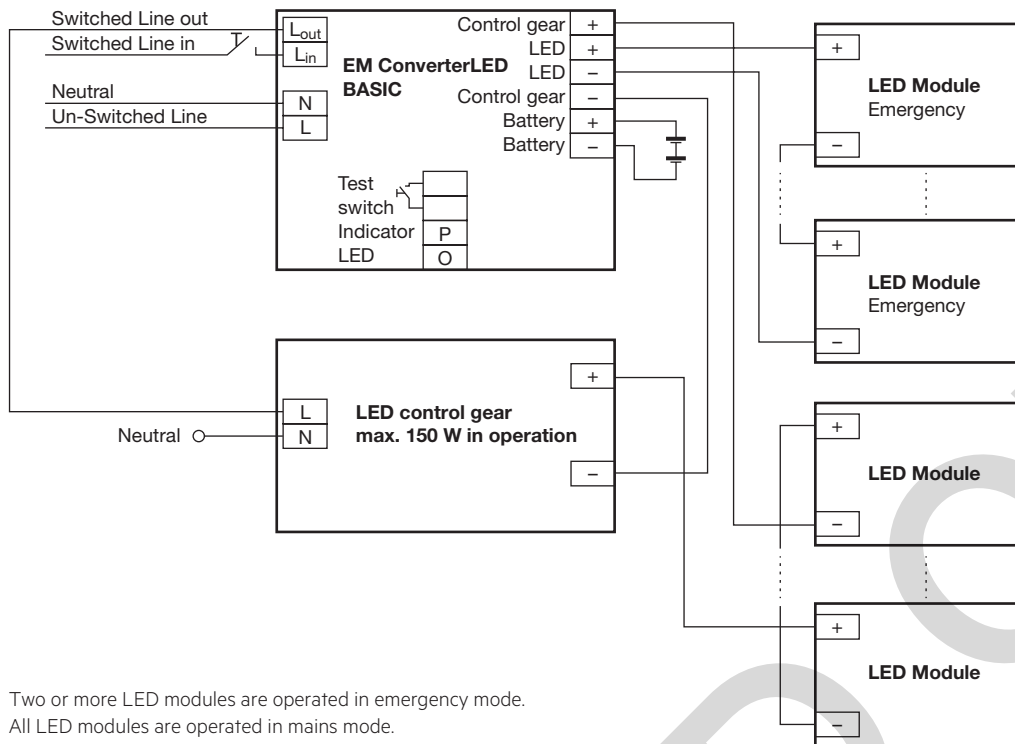 Switched Line out
Switched Line in
Neutral
Un-Switched Line
Lout
Lin
N
L
EM ConverterLED
BASIC
Control gear +
LED +
LED –
Control gear –
Battery +
Battery –
Test
switch
Indicator P
LED O
+
LED Module
Emergency
–
+
LED Module
Emergency
–
L
N
Neutral
LED control gear
max. 150 W in operation
+
–
+
LED Module
–
+
LED Module
–
Two or more LED modules are operated in emergency mode.
All LED modules are operated in mains mode.